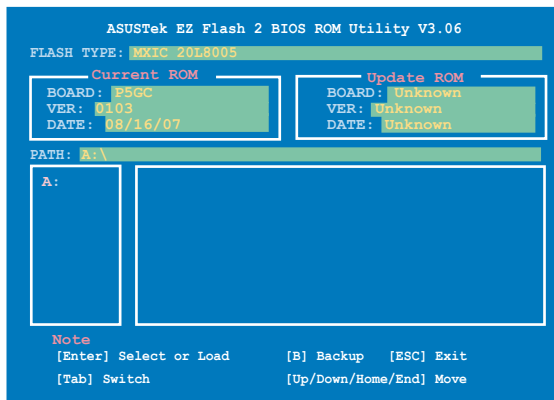 ASUSTek EZ Flash 2 BIOS ROM Utility V3.06
FLASH TYPE: MXIC 20L8005
Current ROM
BOARD: P5GC
VER: 0103
DATE: 08/16/07
Update ROM
BOARD: Unknown
VER: Unknown
DATE: Unknown
PATH: A:\
A:
Note
[Enter] Select or Load [B] Backup [ESC] Exit
[Tab] Switch [Up/Down/Home/End] Move